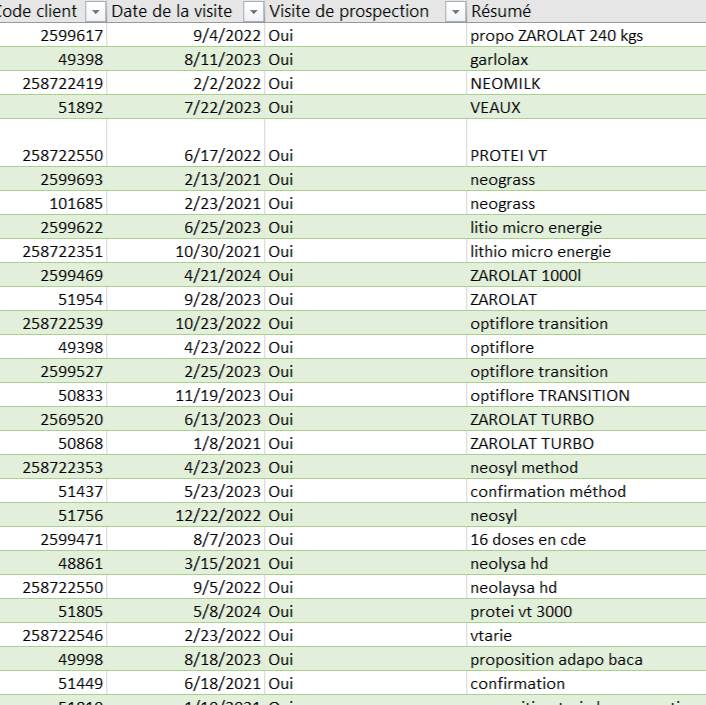 Code client Date de la visite Visite de prospection Résumé
2599617 9/4/2022 Oui propo ZAROLAT 240 kgs
49398 8/11/2023 Oui garlolax
258722419 2/2/2022 Oui NEOMILK
51892 7/22/2023 Oui VEAUX
258722550 6/17/2022 Oui PROTEI VT
2599693 2/13/2021 Oui neograss
101685 2/23/2021 Oui neograss
2599622 6/25/2023 Oui litio micro energie
258722351 10/30/2021 Oui lithio micro energie
2599469 4/21/2024 Oui ZAROLAT 1000l
51954 9/28/2023 Oui ZAROLAT
258722539 10/23/2022 Oui optiflore transition
49398 4/23/2022 Oui optiflore
2599527 2/25/2023 Oui optiflore transition
50833 11/19/2023 Oui optiflore TRANSITION
2569520 6/13/2023 Oui ZAROLAT TURBO
50868 1/8/2021 Oui ZAROLAT TURBO
258722353 4/23/2023 Oui neosyl method
51437 5/23/2023 Oui confirmation méthod
51756 12/22/2022 Oui neosyl
2599471 8/7/2023 Oui 16 doses en cde
48861 3/15/2021 Oui neolysa hd
258722550 9/5/2022 Oui neolaysa hd
51805 5/8/2024 Oui protei vt 3000
258722546 2/23/2022 Oui vtarie
49998 8/18/2023 Oui proposition adapo baca
51449 6/18/2021 Oui confirmation